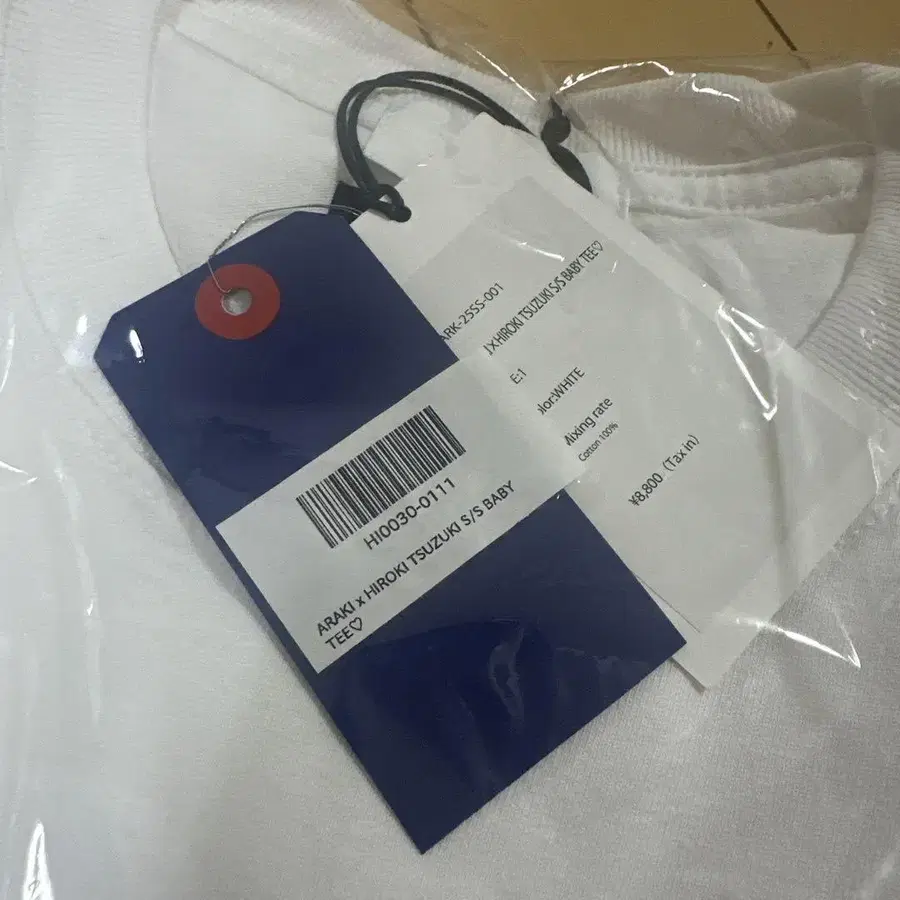 HI0030-0111
ARAKI x HIROKI TSUZUKI S/S BABY
TEE♡
ARK-25SS-001
I X HIROKI TSUZUKI S/S BABY TEE♡
E:1
olor:WHITE
Mixing rate
Cotton 100%
¥8,800 (Tax in)